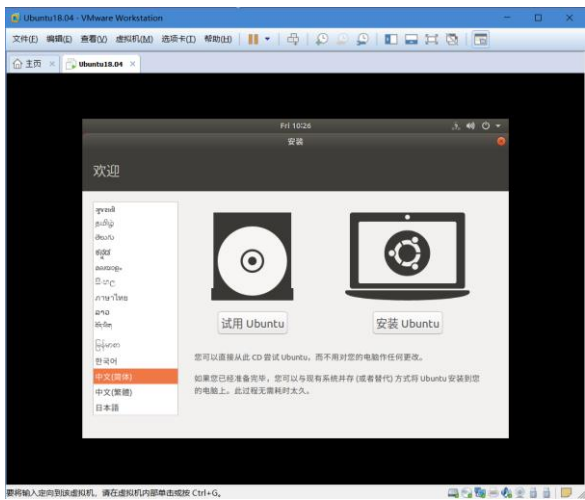 Ubuntu18.04 - VMware Workstation
文件(F) 编辑(E) 查看(V) 虚拟机(M) 选项卡(T) 帮助(H)
主页 Ubuntu18.04
Fri 10:26
安装
欢迎
தமிழ்
తెలుగు
ಕನ್ನಡ
മലയാളം
සිංහල
ภาษาไทย
ລາວ
မြန်မာစာ
한국어
中文(简体)
中文(繁體)
日本語
试用 Ubuntu
安装 Ubuntu
您可以直接从此 CD 尝试 Ubuntu，而不用对您的电脑作任何更改。
如果您已经准备完毕，您可以与现有系统并存 (或者替代) 方式将 Ubuntu 安装到您
的电脑上。此过程无需耗时太久。
要将输入定向到该虚拟机，请在虚拟机内部单击或按 Ctrl+G。